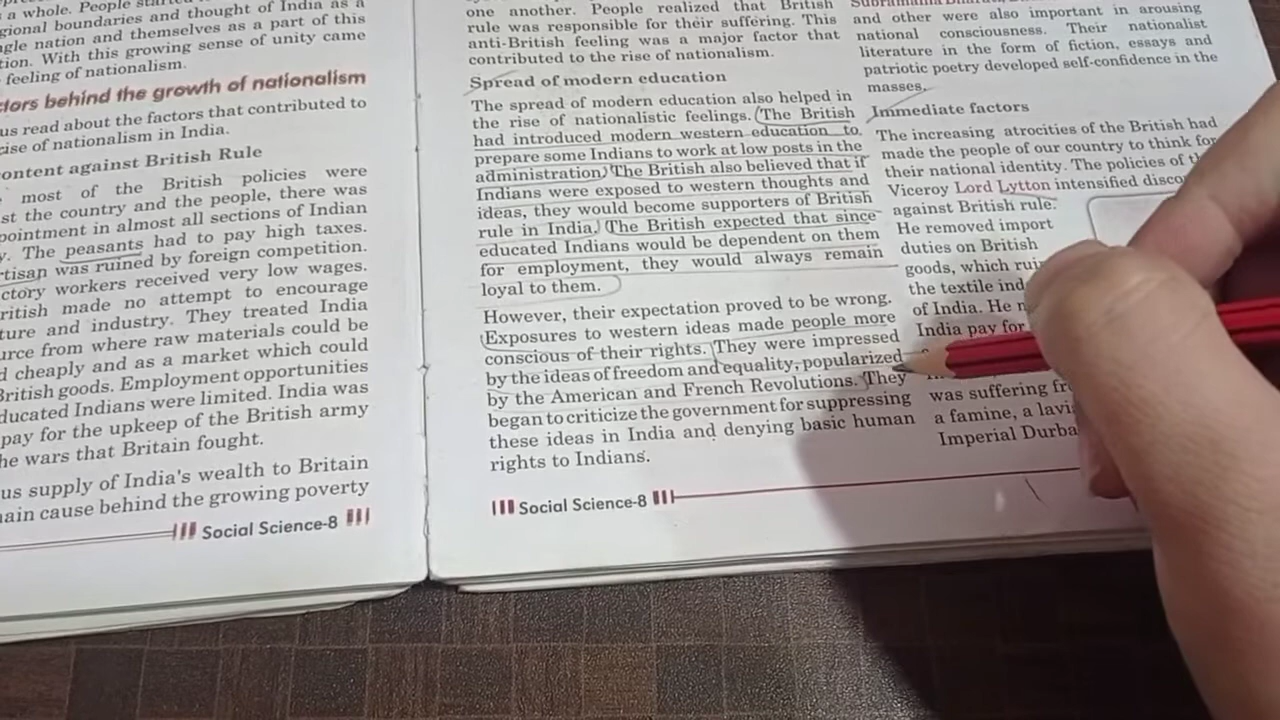 a whole. People
gional boundaries and thought of India as a
gle nation and themselves as a part of this
tion. With this growing sense of unity came
feeling of nationalism.
ctors behind the growth of nationalism
us read about the factors that contributed to
rise of nationalism in India.
ontent against British Rule
most of the British policies were
st the country and the people, there was
pointment in almost all sections of Indian
y. The peasants had to pay high taxes.
rtisan was ruined by foreign competition.
ctory workers received very low wages.
ritish made no attempt to encourage
ture and industry. They treated India
urce from where raw materials could be
d cheaply and as a market which could
British goods. Employment opportunities
ducated Indians were limited. India was
pay for the upkeep of the British army
he wars that Britain fought.
us supply of India's wealth to Britain
ain cause behind the growing poverty
Social Science-8
one another. People realized that British
rule was responsible for their suffering. This
anti-British feeling was a major factor that
contributed to the rise of nationalism.
Spread of modern education
The spread of modern education also helped in
the rise of nationalistic feelings. The British
had introduced modern western education to
prepare some Indians to work at low posts in the
administration. The British also believed that if
Indians were exposed to western thoughts and
ideas, they would become supporters of British
rule in India. The British expected that since
educated Indians would be dependent on them
for employment, they would always remain
loyal to them.
However, their expectation proved to be wrong.
Exposures to western ideas made people more
conscious of their rights. They were impressed
by the ideas of freedom and equality, popularized
by the American and French Revolutions. They
began to criticize the government for suppressing
these ideas in India and denying basic human
rights to Indians.
Social Science-8
and other were also important in arousing
national consciousness. Their nationalist
literature in the form of fiction, essays and
patriotic poetry developed self-confidence in the
masses.
Immediate factors
The increasing atrocities of the British had
made the people of our country to think for
their national identity. The policies of
Viceroy Lord Lytton intensified disco
against British rule.
He removed import
duties on British
goods, which rui
the textile ind
of India. He
India pay for
was suffering fr
a famine, a lavi
Imperial Durba